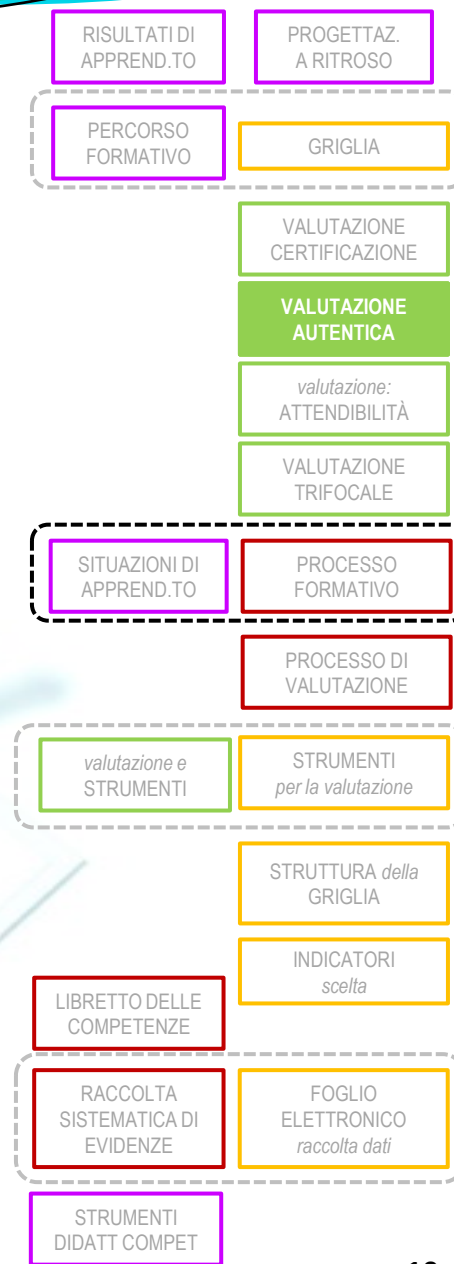 RISULTATI DI
APPREND.TO
PROGETTAZ.
A RITROSO
PERCORSO
FORMATIVO
GRIGLIA
VALUTAZIONE
CERTIFICAZIONE
VALUTAZIONE
AUTENTICA
valutazione:
ATTENDIBILITÀ
VALUTAZIONE
TRIFOCALE
SITUAZIONI DI
APPREND.TO
PROCESSO
FORMATIVO
PROCESSO DI
VALUTAZIONE
valutazione e
STRUMENTI
STRUMENTI
per la valutazione
STRUTTURA della
GRIGLIA
INDICATORI
scelta
LIBRETTO DELLE
COMPETENZE
RACCOLTA
SISTEMATICA DI
EVIDENZE
FOGLIO
ELETTRONICO
raccolta dati
STRUMENTI
DIDATT COMPET